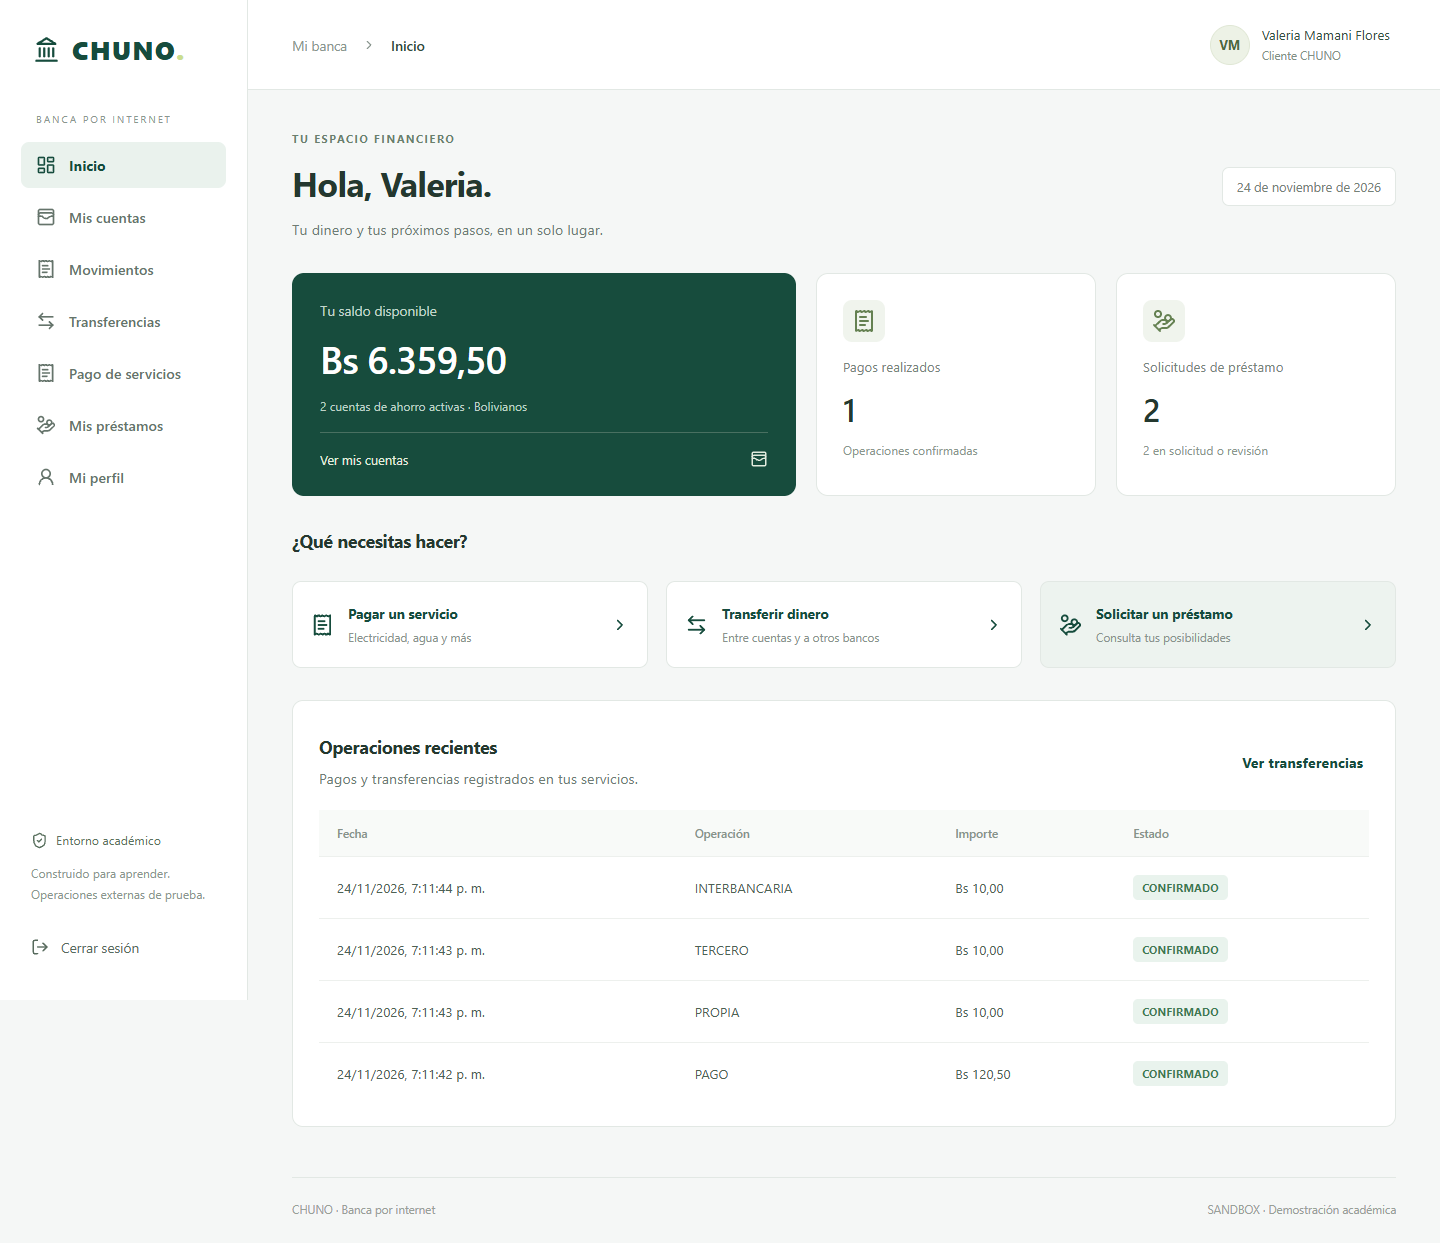 CHUNO.
BANCA POR INTERNET
Inicio
Mis cuentas
Movimientos
Transferencias
Pago de servicios
Mis préstamos
Mi perfil
Entorno académico
Construido para aprender.
Operaciones externas de prueba.
Cerrar sesión
Mi banca
Inicio
VM
Valeria Mamani Flores
Cliente CHUNO
TU ESPACIO FINANCIERO
Hola, Valeria.
Tu dinero y tus próximos pasos, en un solo lugar.
24 de noviembre de 2026
Tu saldo disponible
Bs 6.359,50
2 cuentas de ahorro activas · Bolivianos
Ver mis cuentas
Pagos realizados
1
Operaciones confirmadas
Solicitudes de préstamo
2
2 en solicitud o revisión
¿Qué necesitas hacer?
Pagar un servicio
Electricidad, agua y más
Transferir dinero
Entre cuentas y a otros bancos
Solicitar un préstamo
Consulta tus posibilidades
Operaciones recientes
Pagos y transferencias registrados en tus servicios.
Ver transferencias
Fecha Operación Importe Estado
24/11/2026, 7:11:44 p. m. INTERBANCARIA Bs 10,00 CONFIRMADO
24/11/2026, 7:11:43 p. m. TERCERO Bs 10,00 CONFIRMADO
24/11/2026, 7:11:43 p. m. PROPIA Bs 10,00 CONFIRMADO
24/11/2026, 7:11:42 p. m. PAGO Bs 120,50 CONFIRMADO
CHUNO · Banca por internet
SANDBOX · Demostración académica